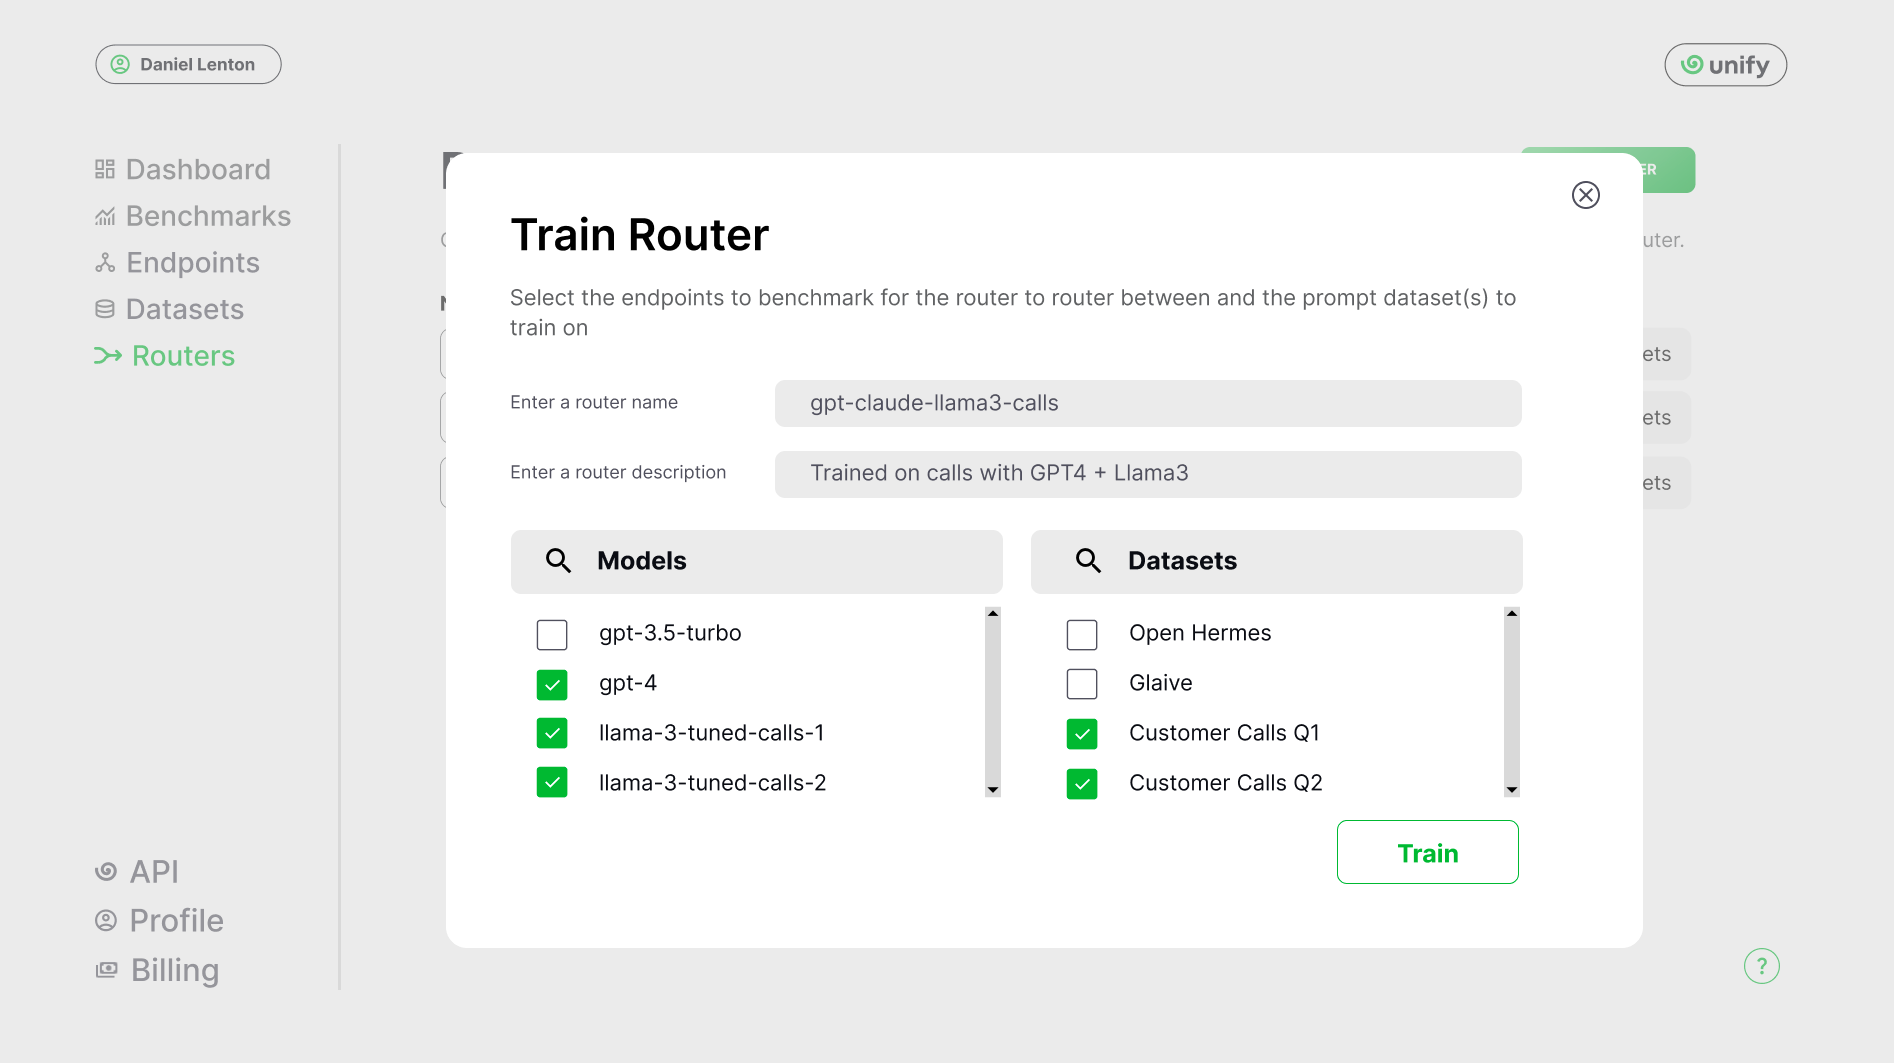 Daniel Lenton
unify
Dashboard
Benchmarks
Endpoints
Datasets
Routers
API
Profile
Billing
ER
uter.
ets
ets
ets
Train Router
Select the endpoints to benchmark for the router to router between and the prompt dataset(s) to
train on
Enter a router name
gpt-claude-llama3-calls
Enter a router description
Trained on calls with GPT4 + Llama3
Models
gpt-3.5-turbo
gpt-4
llama-3-tuned-calls-1
llama-3-tuned-calls-2
Datasets
Open Hermes
Glaive
Customer Calls Q1
Customer Calls Q2
Train
?